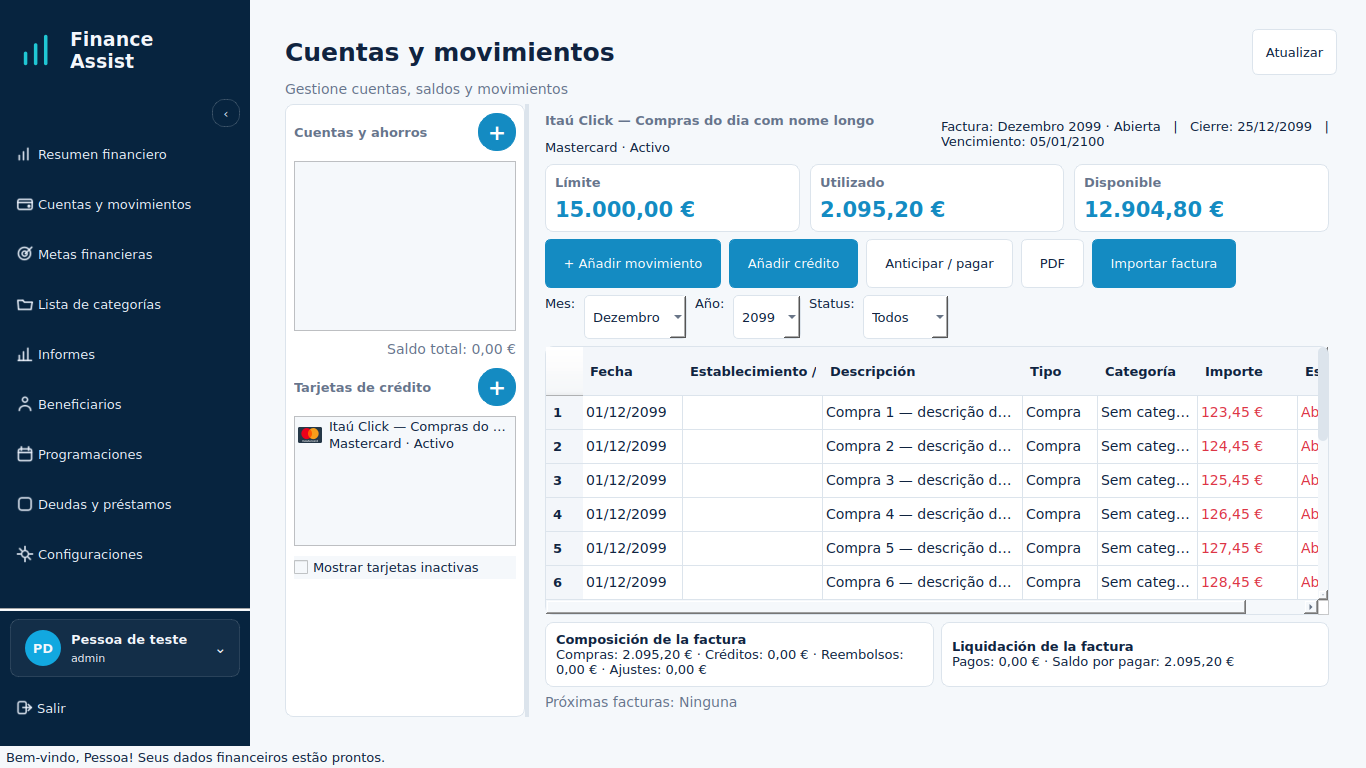 Finance
Assist
‹
Resumen financiero
Cuentas y movimientos
Metas financieras
Lista de categorías
Informes
Beneficiarios
Programaciones
Deudas y préstamos
Configuraciones
PD
Pessoa de teste
admin
Salir
Bem-vindo, Pessoa! Seus dados financeiros estão prontos.
Cuentas y movimientos
Atualizar
Gestione cuentas, saldos y movimientos
Cuentas y ahorros
+
Saldo total: 0,00 €
Tarjetas de crédito
+
Itaú Click — Compras do ...
Mastercard · Activo
Mostrar tarjetas inactivas
Itaú Click — Compras do dia com nome longo
Mastercard · Activo
Factura: Dezembro 2099 · Abierta | Cierre: 25/12/2099 |
Vencimiento: 05/01/2100
Límite
15.000,00 €
Utilizado
2.095,20 €
Disponible
12.904,80 €
+ Añadir movimiento
Añadir crédito
Anticipar / pagar
PDF
Importar factura
Mes: Dezembro Año: 2099 Status: Todos
Fecha Establecimiento / Descripción Tipo Categoría Importe Es
1 01/12/2099 Compra 1 — descrição d... Compra Sem categ... 123,45 € Ab
2 01/12/2099 Compra 2 — descrição d... Compra Sem categ... 124,45 € Ab
3 01/12/2099 Compra 3 — descrição d... Compra Sem categ... 125,45 € Ab
4 01/12/2099 Compra 4 — descrição d... Compra Sem categ... 126,45 € Ab
5 01/12/2099 Compra 5 — descrição d... Compra Sem categ... 127,45 € Ab
6 01/12/2099 Compra 6 — descrição d... Compra Sem categ... 128,45 € Ab
Composición de la factura
Compras: 2.095,20 € · Créditos: 0,00 € · Reembolsos:
0,00 € · Ajustes: 0,00 €
Liquidación de la factura
Pagos: 0,00 € · Saldo por pagar: 2.095,20 €
Próximas facturas: Ninguna